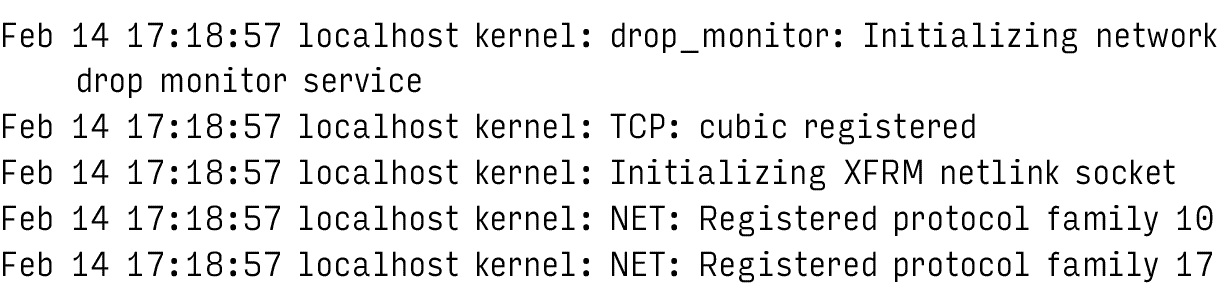 Feb 14 17:18:57 localhost kernel: drop_monitor: Initializing network
drop monitor service
Feb 14 17:18:57 localhost kernel: TCP: cubic registered
Feb 14 17:18:57 localhost kernel: Initializing XFRM netlink socket
Feb 14 17:18:57 localhost kernel: NET: Registered protocol family 10
Feb 14 17:18:57 localhost kernel: NET: Registered protocol family 17